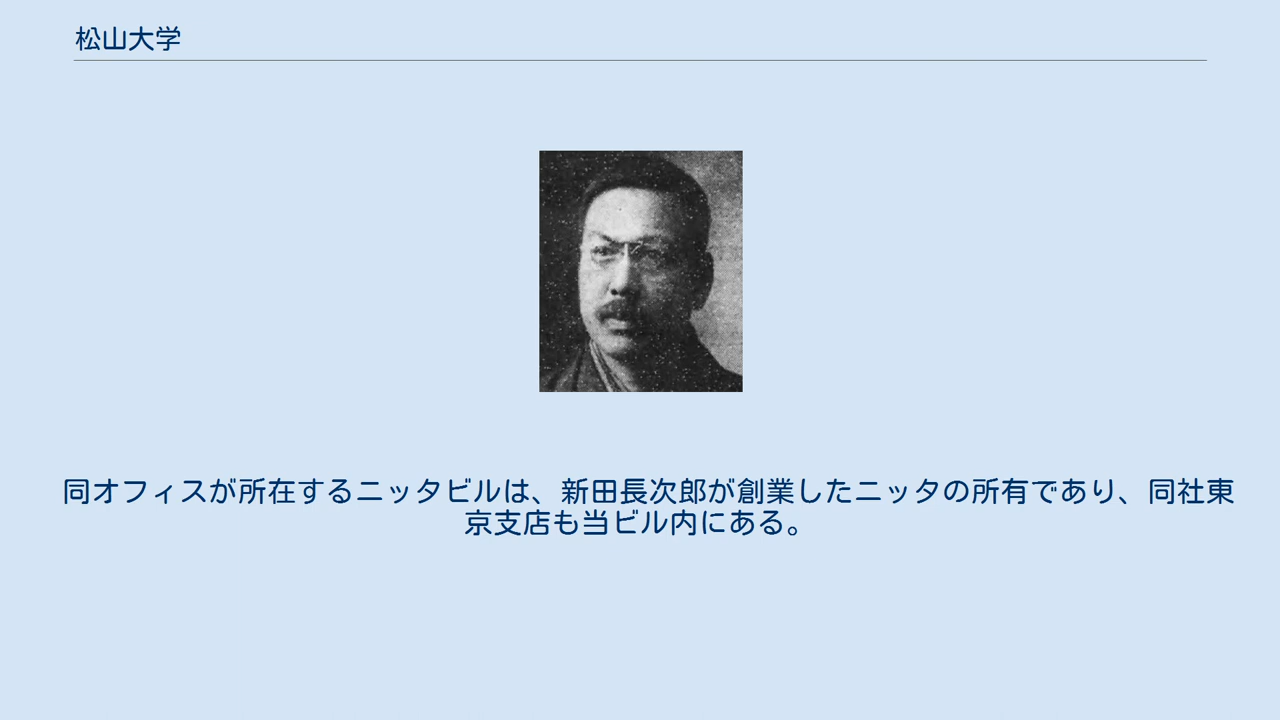 松山大学
同オフィスが所在するニッタビルは、新田長次郎が創業したニッタの所有であり、同社東
京支店も当ビル内にある。